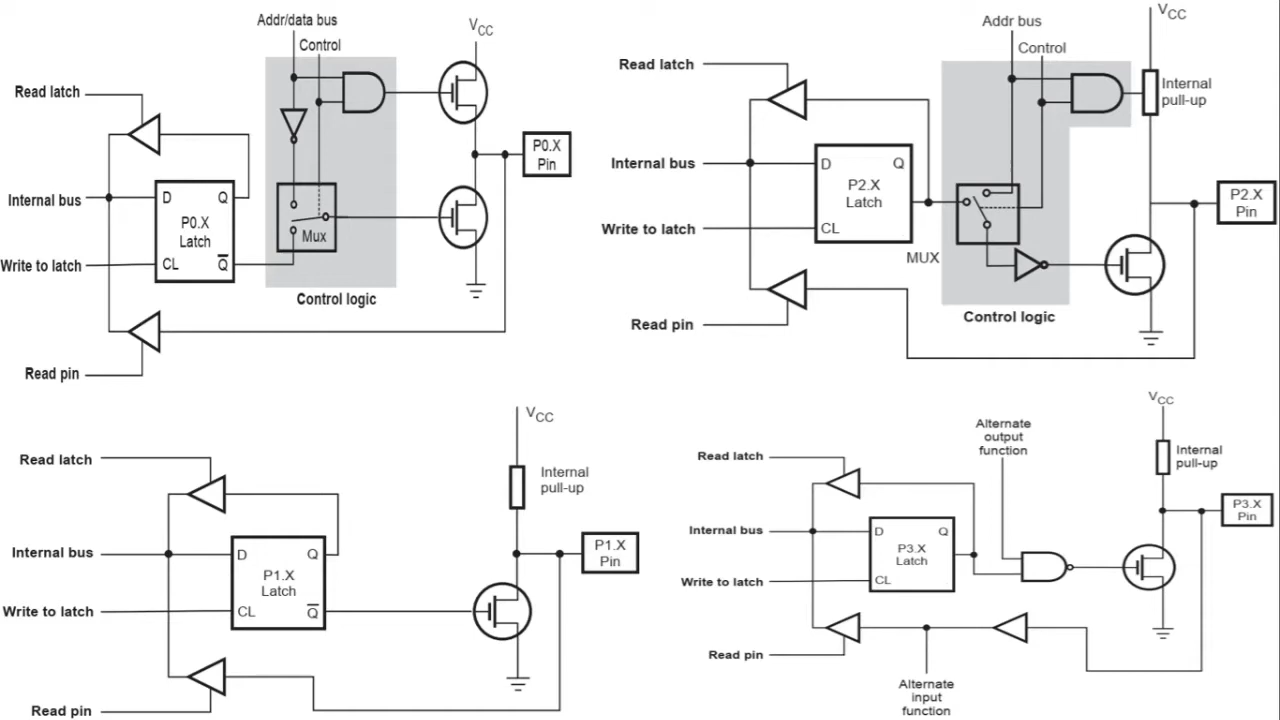 Addr/data bus
Control
V_CC
Read latch
P0.X
Pin
Internal bus
D
Q
P0.X
Latch
Mux
Write to latch
CL
Q̅
Control logic
Read pin
V_CC
Addr bus
Control
Read latch
Internal
pull-up
Internal bus
D
Q
P2.X
Latch
P2.X
Pin
Write to latch
CL
MUX
Control logic
Read pin
V_CC
Read latch
Internal
pull-up
Internal bus
D
Q
P1.X
Pin
P1.X
Latch
Write to latch
CL
Q̅
Read pin
V_CC
Alternate
output
function
Read latch
Internal
pull-up
P3.X
Pin
Internal bus
D
Q
P3.X
Latch
Write to latch
CL
Read pin
Alternate
input
function